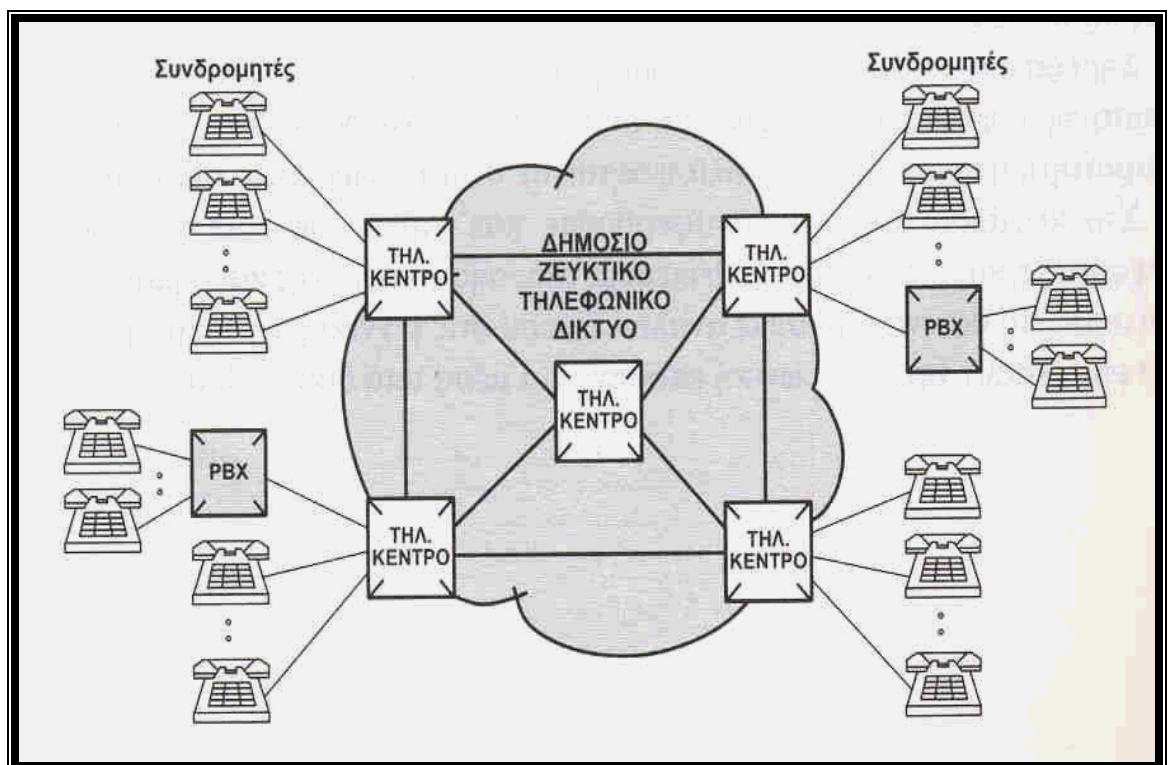 Συνδρομητές
Συνδρομητές
ΤΗΛ.
ΚΕΝΤΡΟ
ΔΗΜΟΣΙΟ
ΖΕΥΚΤΙΚΟ
ΤΗΛΕΦΩΝΙΚΟ
ΔΙΚΤΥΟ
ΤΗΛ.
ΚΕΝΤΡΟ
PBX
ΤΗΛ.
ΚΕΝΤΡΟ
PBX
ΤΗΛ.
ΚΕΝΤΡΟ
ΤΗΛ.
ΚΕΝΤΡΟ